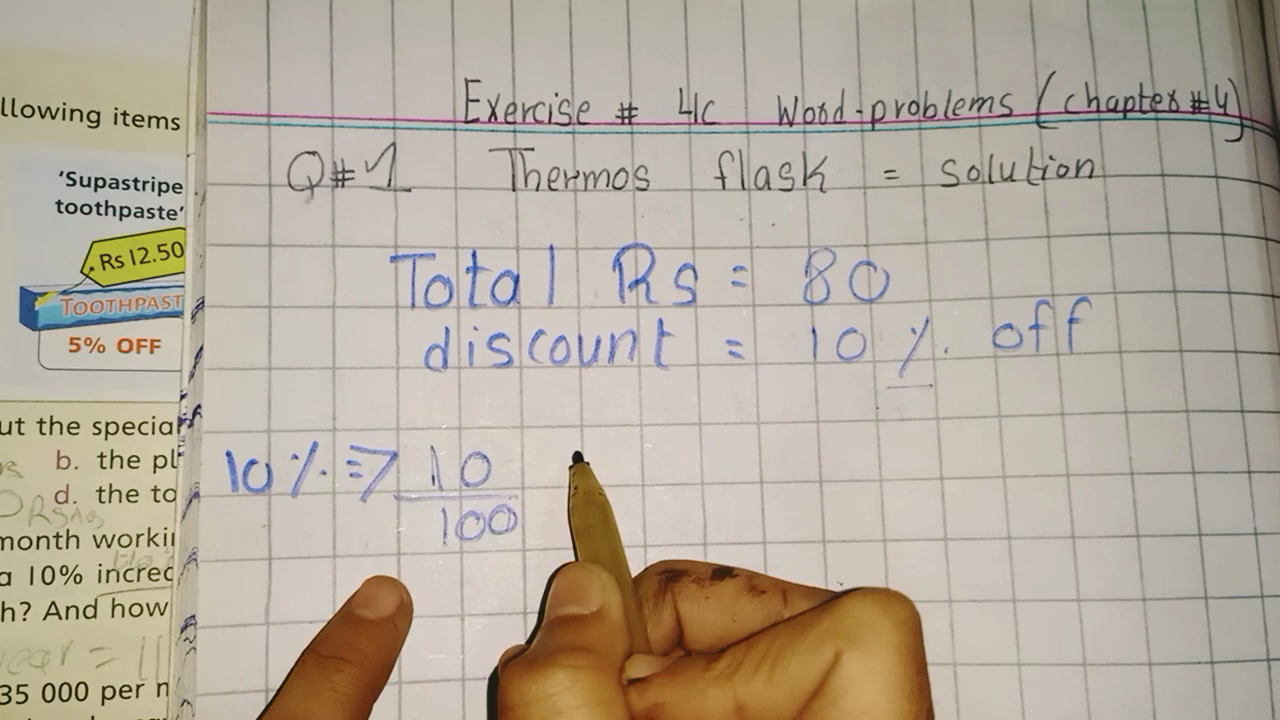 llowing items
'Supastripe
toothpaste'
Rs 12.50
TOOTHPAST
5% OFF
ut the specia
b. the pl
d. the to
month workin
a 10% increc
h? And how
35 000 per n
Exercise # 4c Word-problems (chapter #4)
Q#1 Thermos flask = solution
Total Rs = 80
discount = 10 % off
10% => 10
100